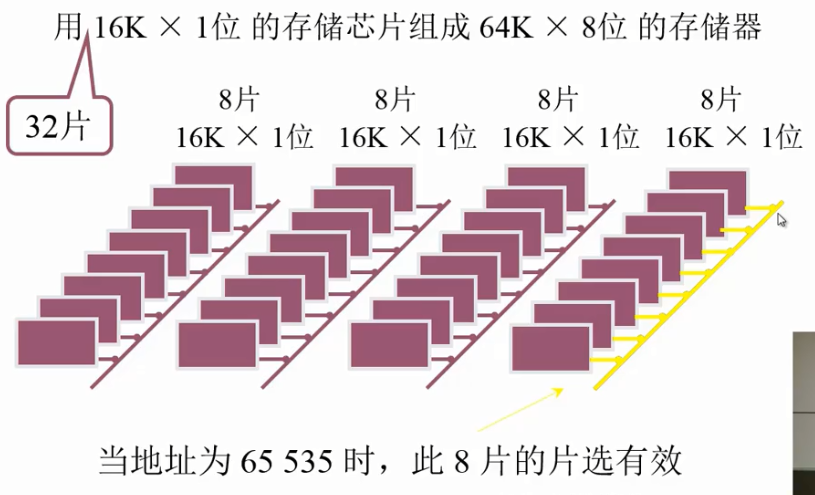 用 16K × 1位 的存储芯片组成 64K × 8位 的存储器
32片
8片 8片 8片 8片
16K × 1位 16K × 1位 16K × 1位 16K × 1位
当地址为 65 535 时，此 8 片的片选有效